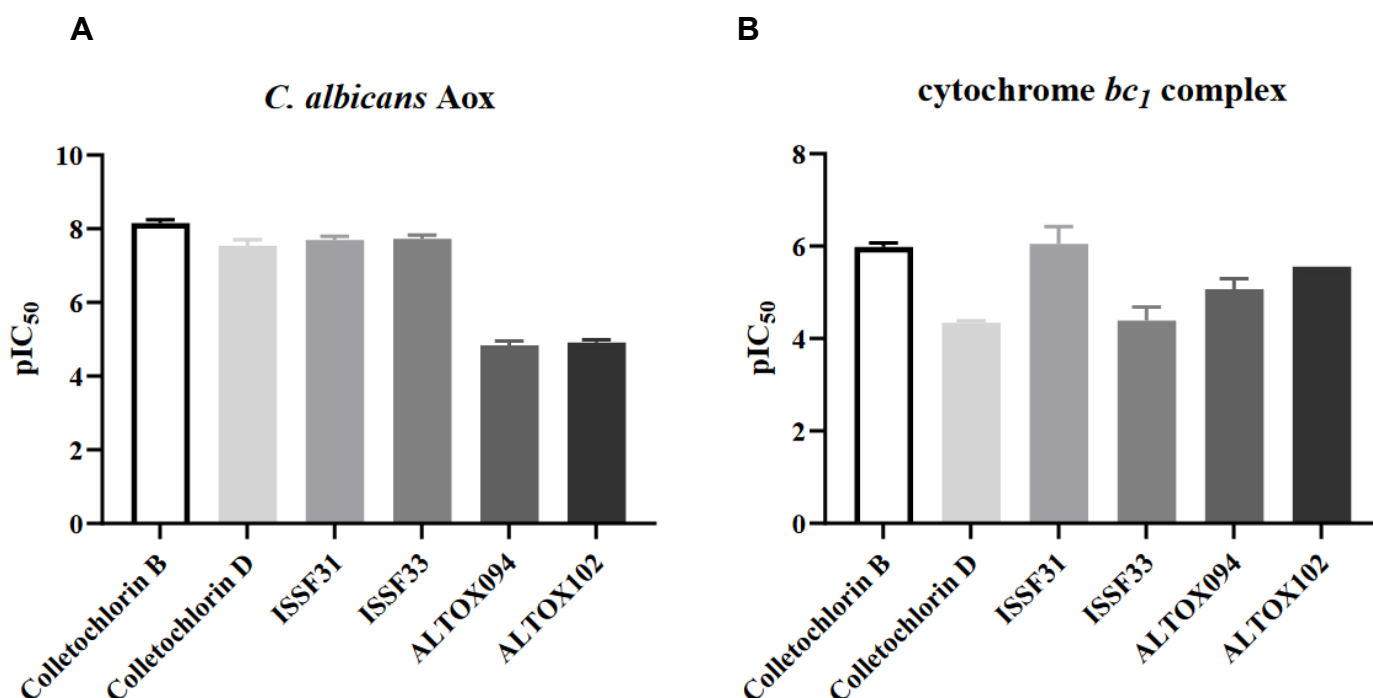 A
C. albicans Aox
pIC50
10
8
6
4
2
0
Colletochlorin B
Colletochlorin D
ISSF31
ISSF33
ALTOX094
ALTOX102
B
cytochrome bc1 complex
pIC50
8
6
4
2
0
Colletochlorin B
Colletochlorin D
ISSF31
ISSF33
ALTOX094
ALTOX102